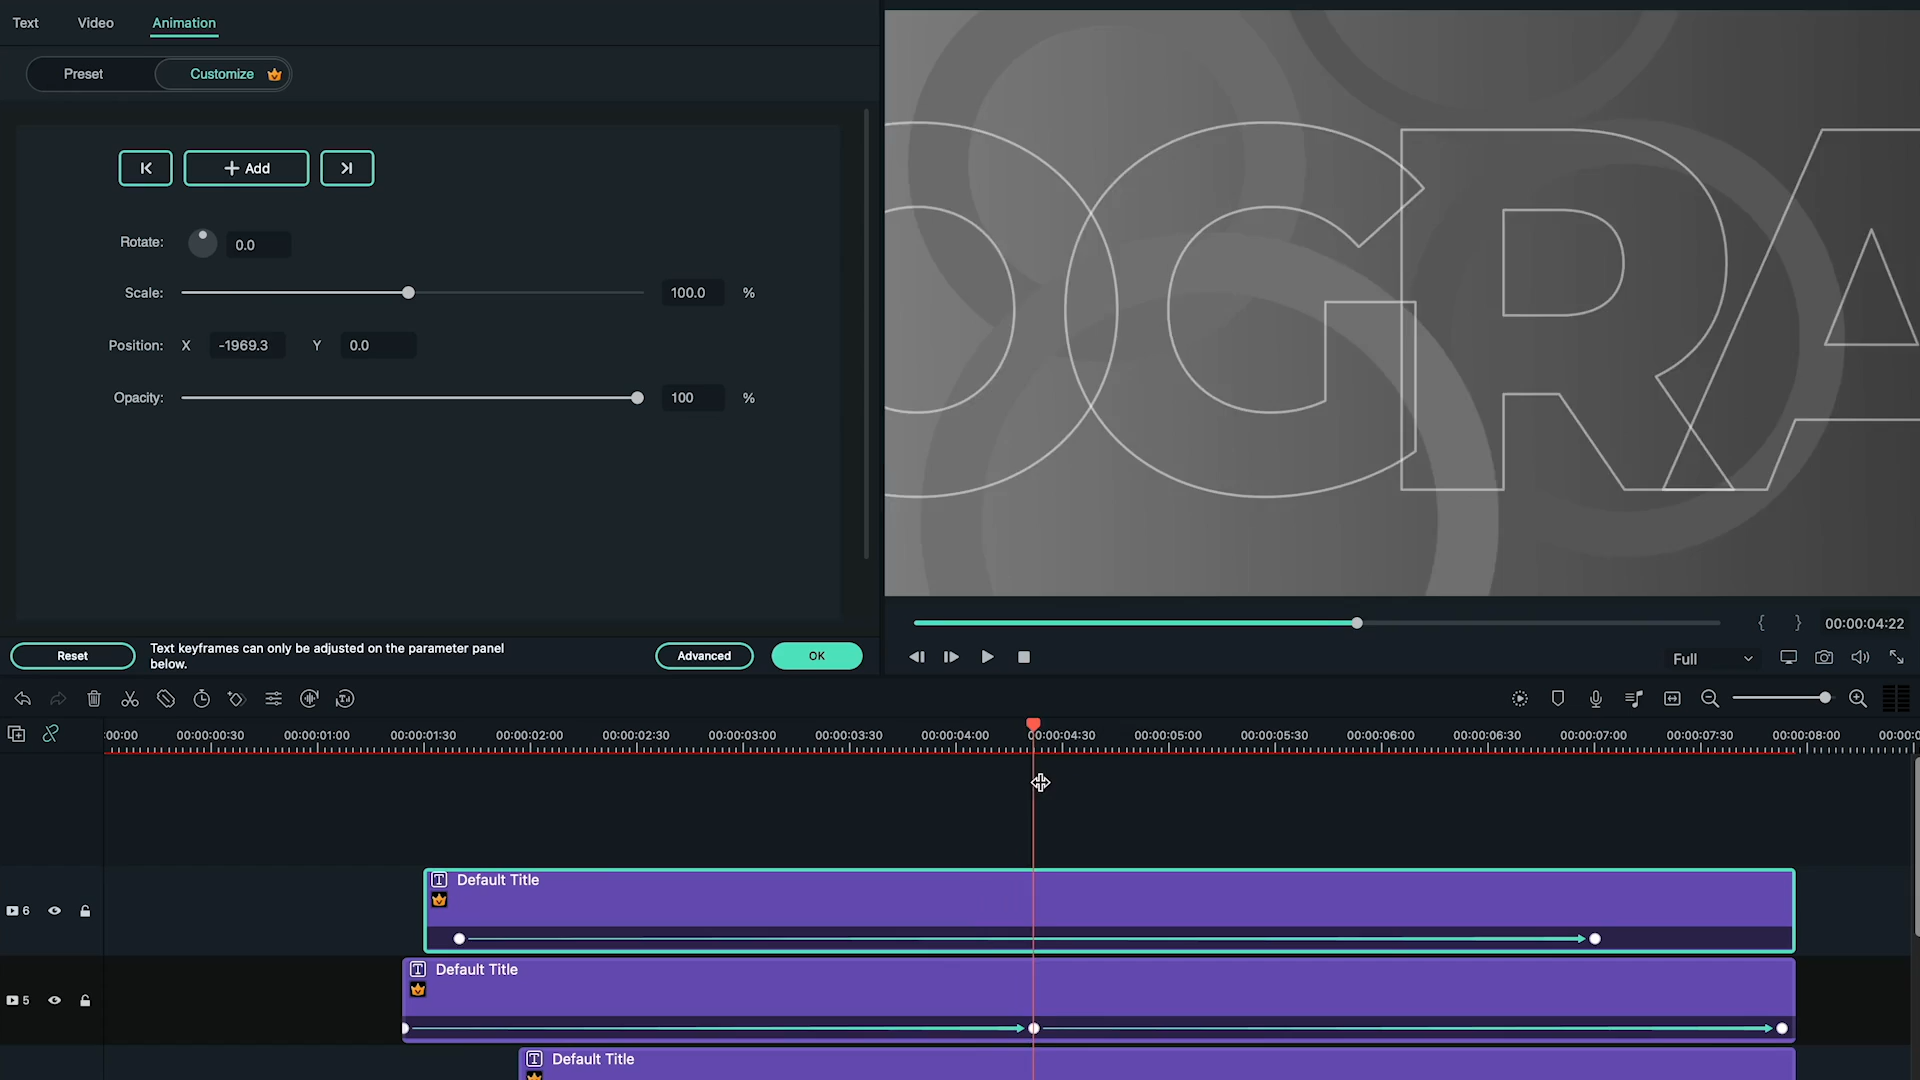 Text Video Animation
Preset Customize
Add
Rotate: 0.0
Scale: 100.0 %
Position: X -1969.3 Y 0.0
Opacity: 100 %
Reset Text keyframes can only be adjusted on the parameter panel
below.
Advanced OK
OGRA
{ } 00:00:04:22
Full
:00:00 00:00:00:30 00:00:01:00 00:00:01:30 00:00:02:00 00:00:02:30 00:00:03:00 00:00:03:30 00:00:04:00 00:00:04:30 00:00:05:00 00:00:05:30 00:00:06:00 00:00:06:30 00:00:07:00 00:00:07:30 00:00:08:00 00:00:0
T Default Title
6
T Default Title
5
T Default Title